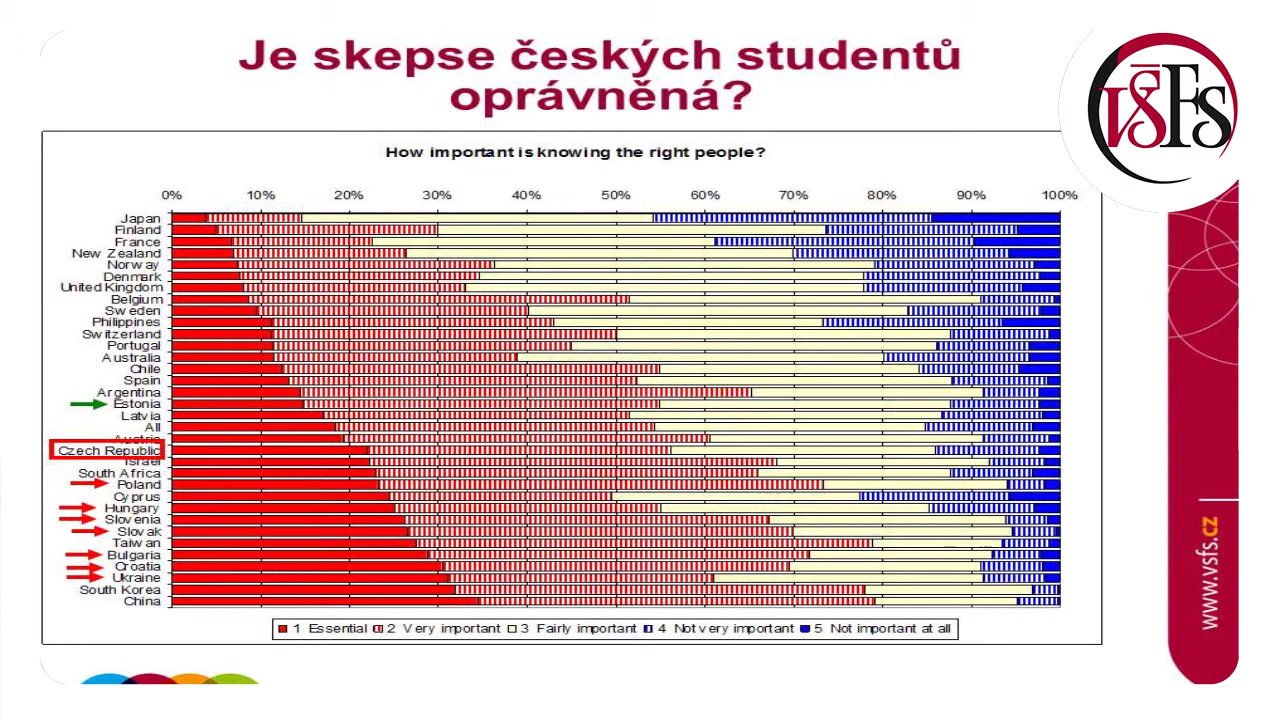 Je skepse českých studentů
oprávněná?
VŠFS
How important is knowing the right people?
0% 10% 20% 30% 40% 50% 60% 70% 80% 90% 100%
Japan
Finland
France
New Zealand
Norway
Denmark
United Kingdom
Belgium
Sweden
Philippines
Switzerland
Portugal
Australia
Chile
Spain
Argentina
Estonia
Latvia
All
Austria
Czech Republic
Israel
South Africa
Poland
Cyprus
Hungary
Slovenia
Slovak
Taiwan
Bulgaria
Croatia
Ukraine
South Korea
China
1 Essential 2 Very important 3 Fairly important 4 Not very important 5 Not important at all
www.vsfs.cz